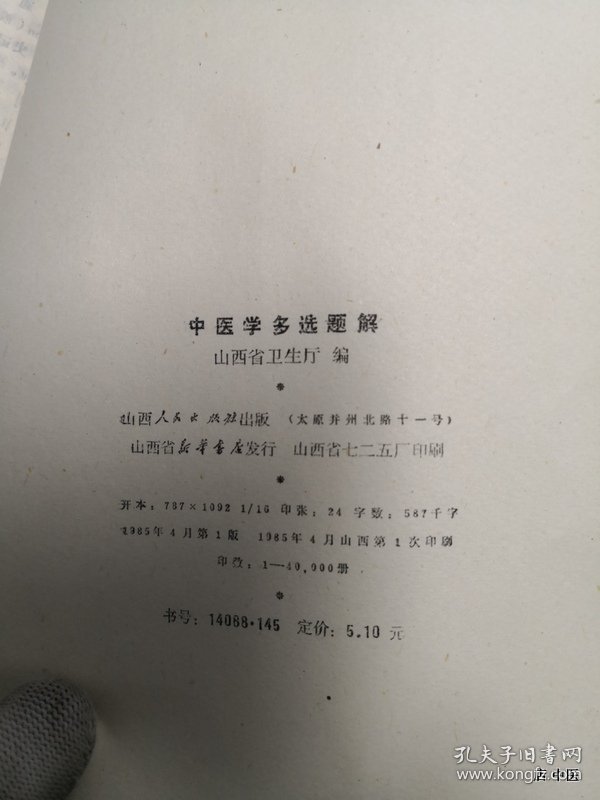 中医学多选题解
山西省卫生厅 编
*
山西人民出版社出版 (太原并州北路十一号)
山西省新华书店发行 山西省七二五厂印刷
*
开本:787×1092 1/16 印张:24 字数:587千字
1985年4月第1版 1985年4月山西第1次印刷
印数:1—40,000册
*
书号:14088·145 定价:5.10元
孔夫子旧书网
www.kongfz.com